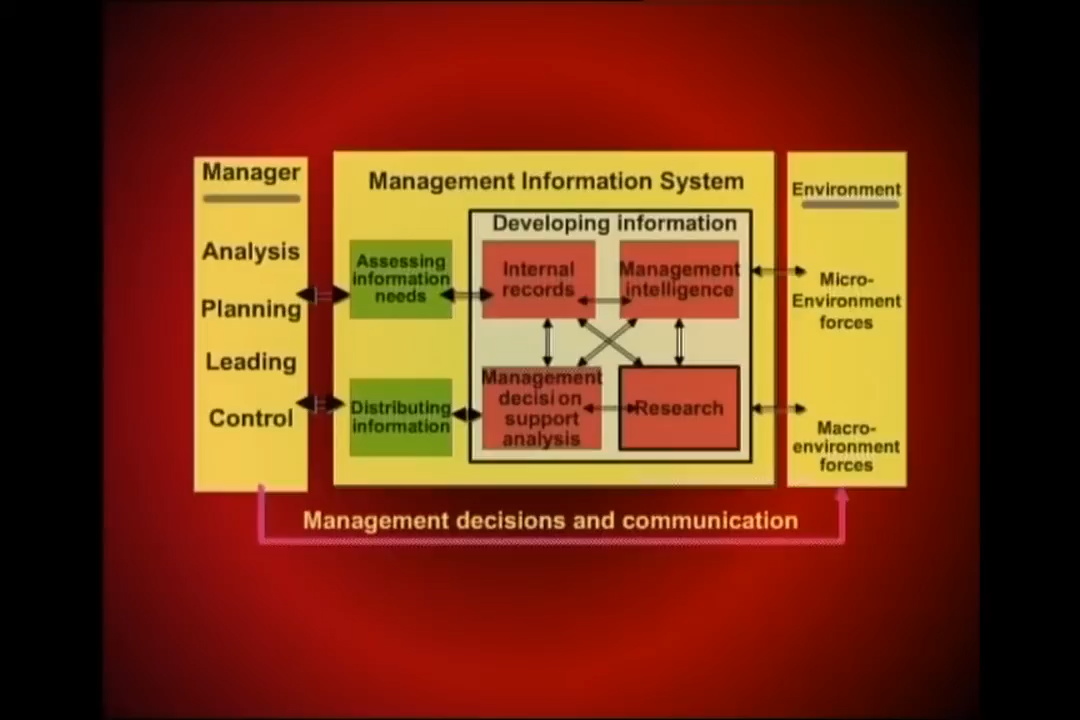 Manager
Analysis
Planning
Leading
Control
Management Information System
Assessing
information
needs
Distributing
information
Developing information
Internal
records
Management
intelligence
Management
decision
support
analysis
Research
Environment
Micro-
Environment
forces
Macro-
environment
forces
Management decisions and communication